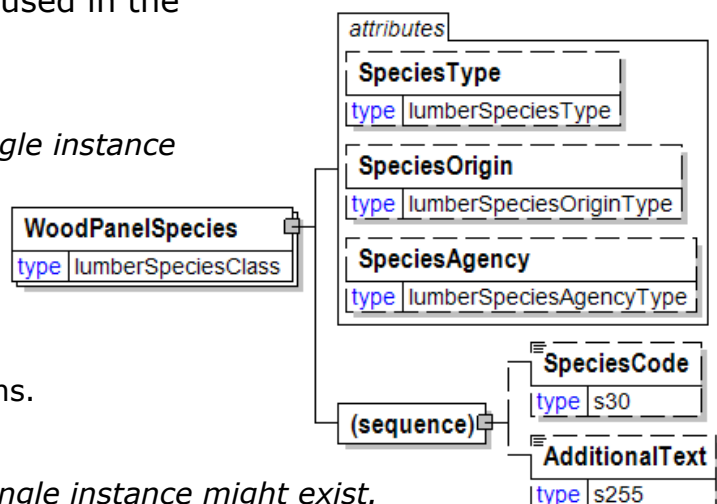 used in the
attributes
SpeciesType
type lumberSpeciesType
gle instance
SpeciesOrigin
type lumberSpeciesOriginType
WoodPanelSpecies
type lumberSpeciesClass
SpeciesAgency
type lumberSpeciesAgencyType
ns.
SpeciesCode
type s30
(sequence)
AdditionalText
type s255
ngle instance might exist.